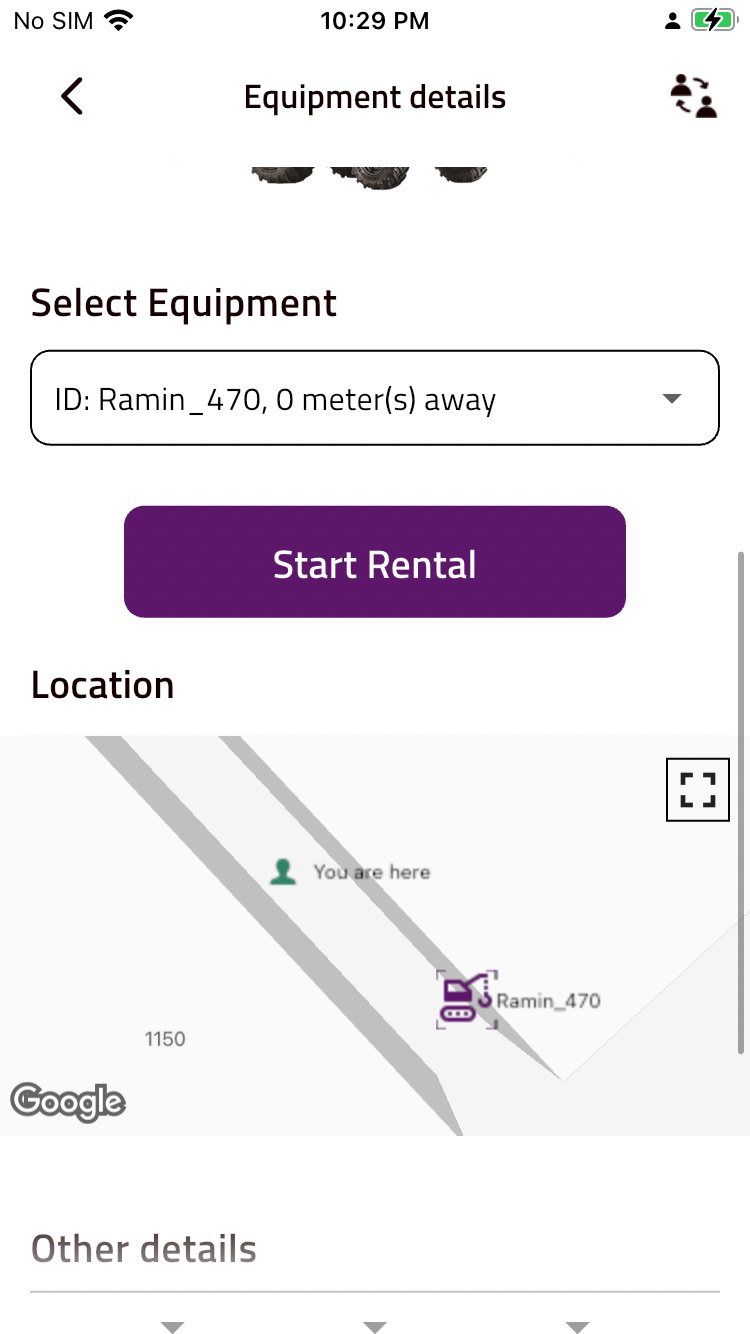 No SIM 10:29 PM
Equipment details
Select Equipment
ID: Ramin_470, 0 meter(s) away
Start Rental
Location
You are here
Ramin_470
1150
Google
Other details